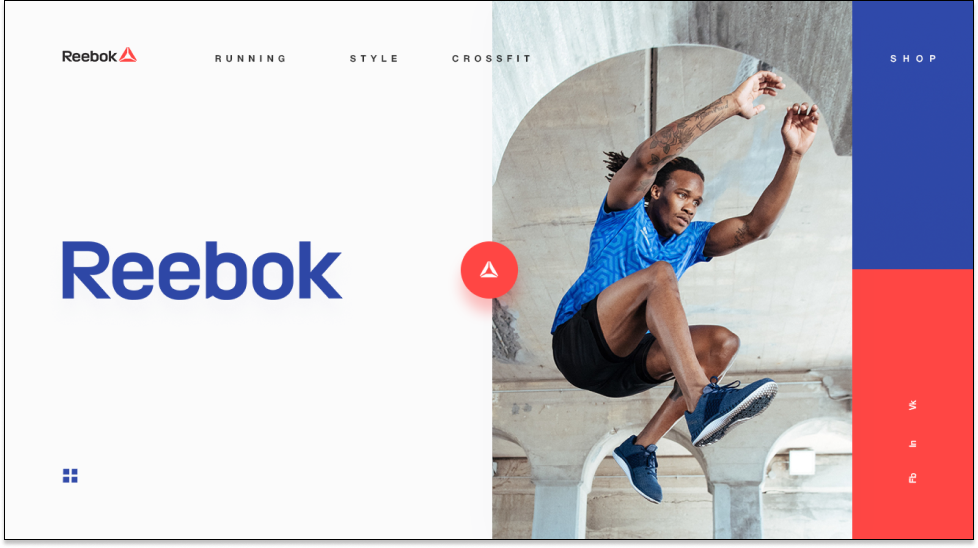 Reebok
RUNNING
STYLE
CROSSFIT
SHOP
Reebok
Vk
In
Fb